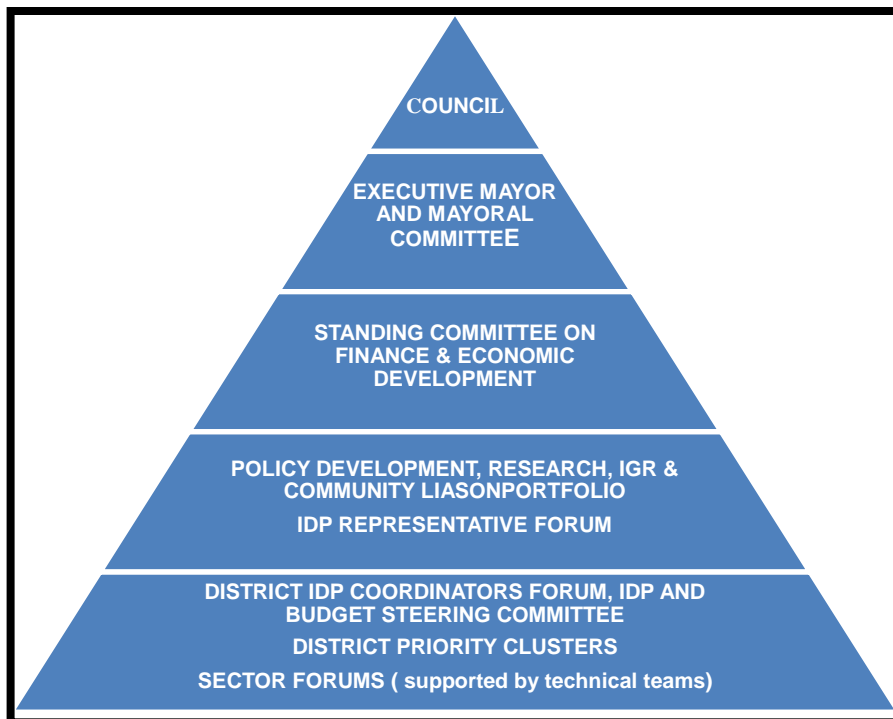 COUNCIL
EXECUTIVE MAYOR
AND MAYORAL
COMMITTEE
STANDING COMMITTEE ON
FINANCE & ECONOMIC
DEVELOPMENT
POLICY DEVELOPMENT, RESEARCH, IGR &
COMMUNITY LIASONPORTFOLIO
IDP REPRESENTATIVE FORUM
DISTRICT IDP COORDINATORS FORUM, IDP AND
BUDGET STEERING COMMITTEE
DISTRICT PRIORITY CLUSTERS
SECTOR FORUMS ( supported by technical teams)